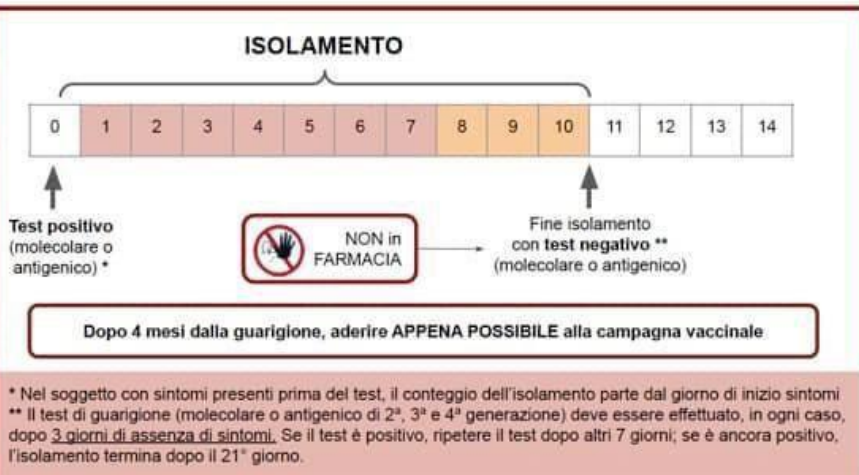 ISOLAMENTO
0 1 2 3 4 5 6 7 8 9 10 11 12 13 14
Test positivo
(molecolare o
antigenico) *
NON in
FARMACIA
Fine isolamento
con test negativo **
(molecolare o antigenico)
Dopo 4 mesi dalla guarigione, aderire APPENA POSSIBILE alla campagna vaccinale
* Nel soggetto con sintomi presenti prima del test, il conteggio dell'isolamento parte dal giorno di inizio sintomi
** Il test di guarigione (molecolare o antigenico di 2ª, 3ª e 4ª generazione) deve essere effettuato, in ogni caso,
dopo 3 giorni di assenza di sintomi. Se il test è positivo, ripetere il test dopo altri 7 giorni; se è ancora positivo,
l'isolamento termina dopo il 21° giorno.